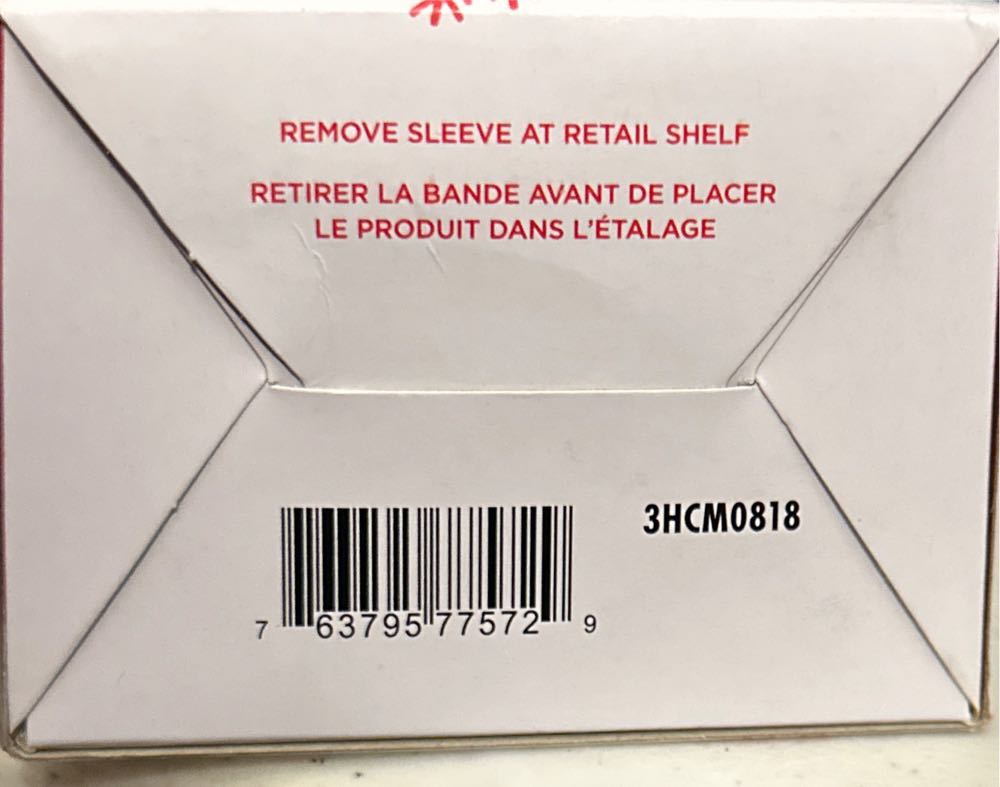 REMOVE SLEEVE AT RETAIL SHELF
RETIRER LA BANDE AVANT DE PLACER
LE PRODUIT DANS L'ÉTALAGE
3HCM0818
7 63795 77572 9